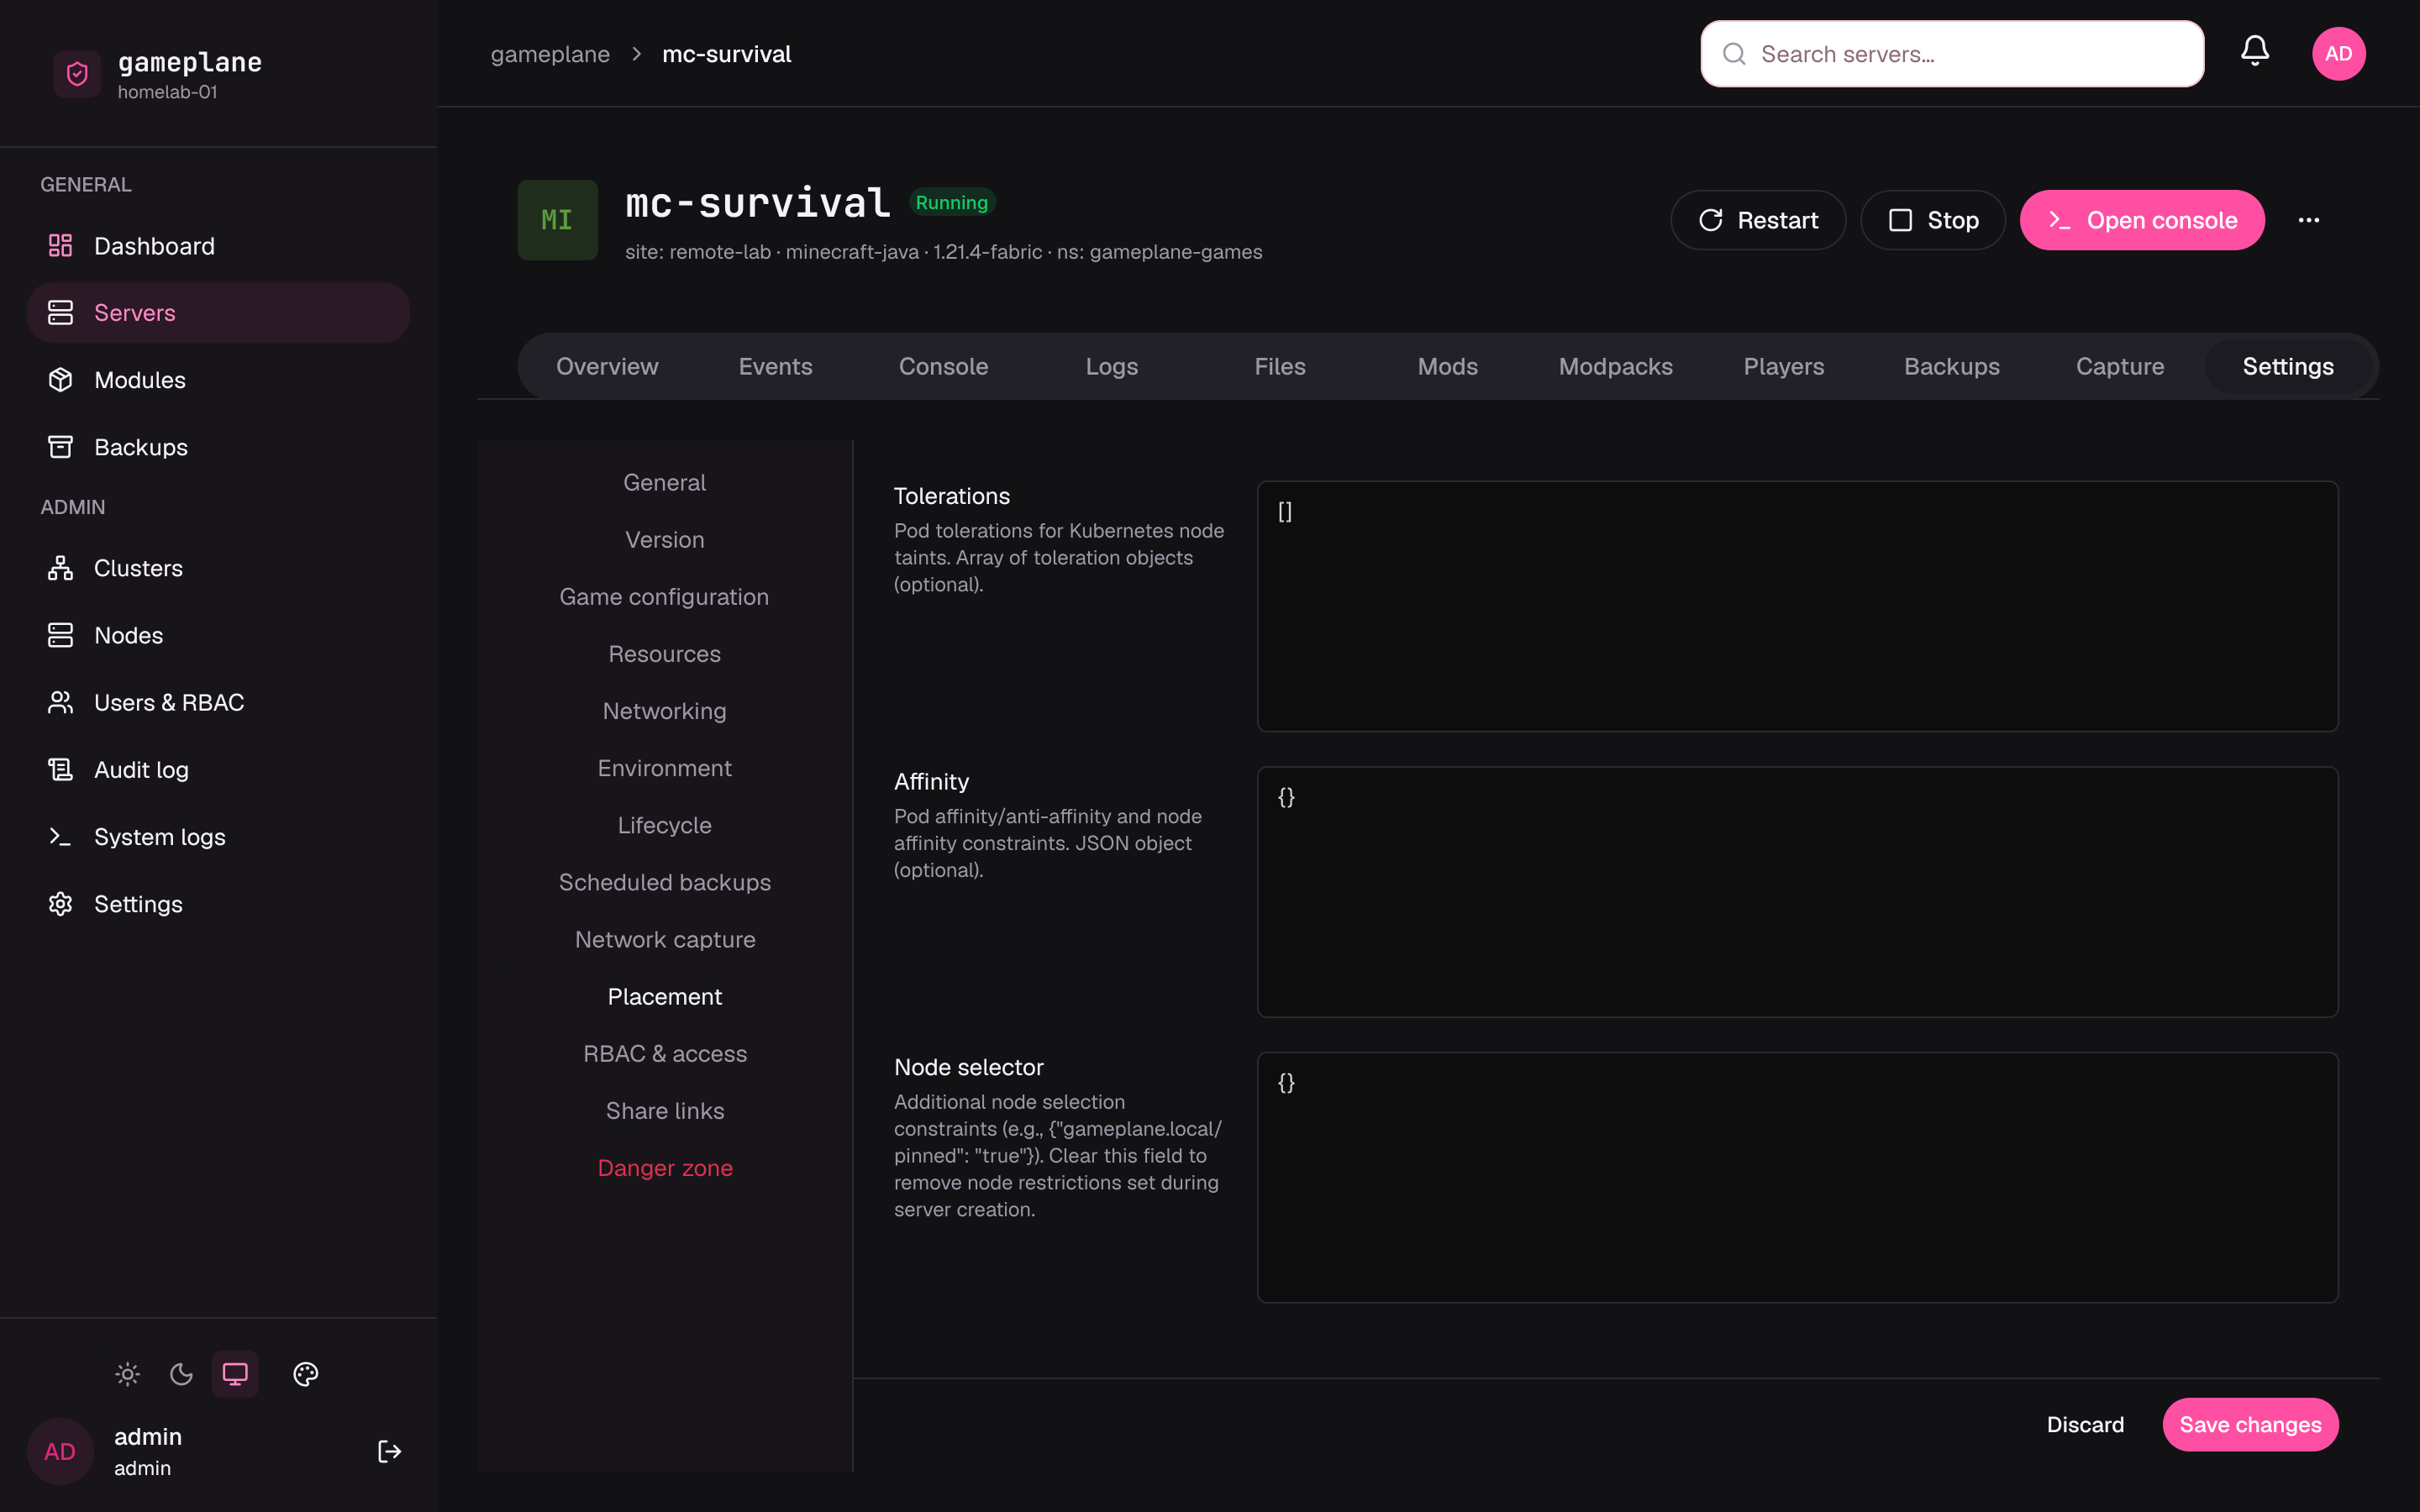 gameplane
homelab-01
GENERAL
Dashboard
Servers
Modules
Backups
ADMIN
Clusters
Nodes
Users & RBAC
Audit log
System logs
Settings
AD
admin
admin
gameplane > mc-survival
Search servers...
AD
MI
mc-survival
Running
site: remote-lab · minecraft-java · 1.21.4-fabric · ns: gameplane-games
Restart
Stop
Open console
Overview
Events
Console
Logs
Files
Mods
Modpacks
Players
Backups
Capture
Settings
General
Version
Game configuration
Resources
Networking
Environment
Lifecycle
Scheduled backups
Network capture
Placement
RBAC & access
Share links
Danger zone
Tolerations
Pod tolerations for Kubernetes node
taints. Array of toleration objects
(optional).
[]
Affinity
Pod affinity/anti-affinity and node
affinity constraints. JSON object
(optional).
{}
Node selector
Additional node selection
constraints (e.g., {"gameplane.local/
pinned": "true"}). Clear this field to
remove node restrictions set during
server creation.
{}
Discard
Save changes